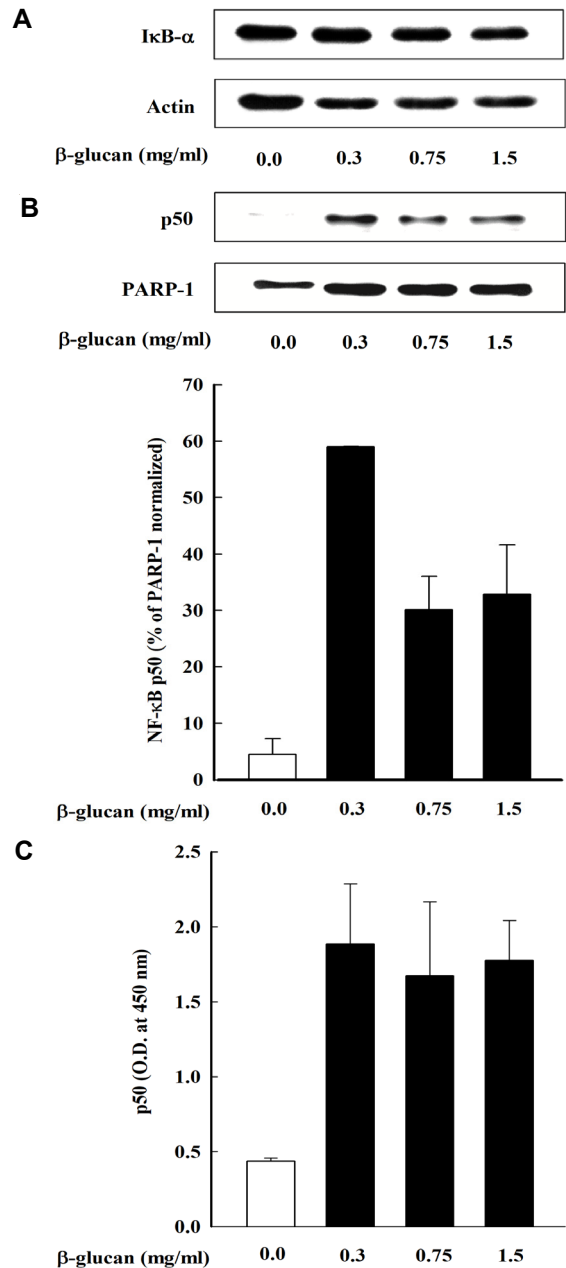 A
IκB-α
Actin
β-glucan (mg/ml) 0.0 0.3 0.75 1.5
B
p50
PARP-1
β-glucan (mg/ml) 0.0 0.3 0.75 1.5
NF-κB p50 (% of PARP-1 normalized)
70
60
50
40
30
20
10
0
β-glucan (mg/ml) 0.0 0.3 0.75 1.5
C
p50 (O.D. at 450 nm)
2.5
2.0
1.5
1.0
0.5
0.0
β-glucan (mg/ml) 0.0 0.3 0.75 1.5